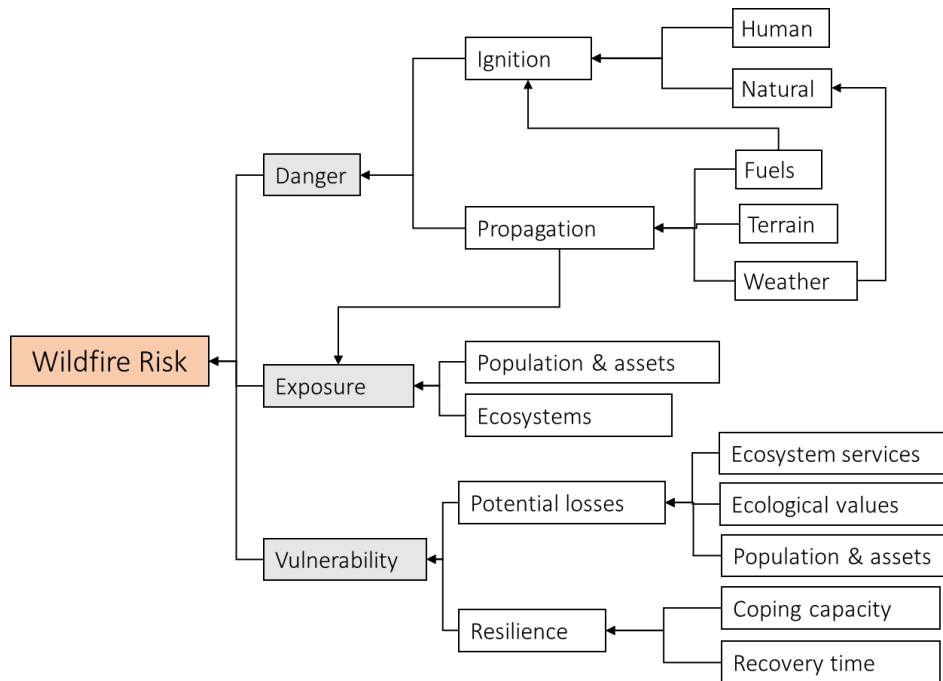 Human
Ignition
Natural
Fuels
Danger
Terrain
Propagation
Weather
Wildfire Risk
Population & assets
Exposure
Ecosystems
Ecosystem services
Potential losses
Ecological values
Vulnerability
Population & assets
Coping capacity
Resilience
Recovery time